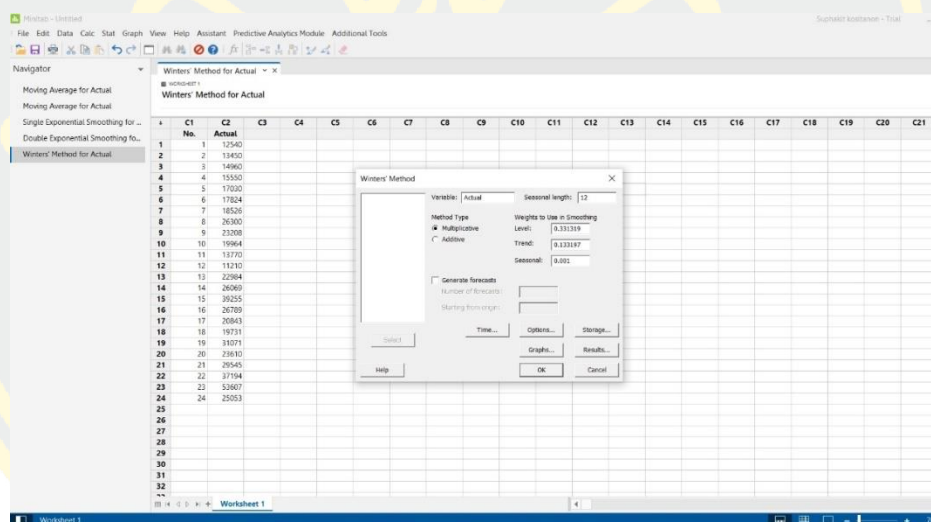 Minitab - Untitled
File Edit Data Calc Stat Graph View Help Assistant Predictive Analytics Module Additional Tools
Navigator
Moving Average for Actual
Moving Average for Actual
Single Exponential Smoothing for ...
Double Exponential Smoothing fo...
Winters' Method for Actual
Winters' Method for Actual
WORKSHEET 1
Winters' Method for Actual
C1 C2 C3 C4 C5 C6 C7 C8 C9 C10 C11 C12 C13 C14 C15 C16 C17 C18 C19 C20 C21
No. Actual
1 1 12540
2 2 13450
3 3 14960
4 4 15550
5 5 17030
6 6 17824
7 7 18526
8 8 26300
9 9 23208
10 10 19964
11 11 13770
12 12 11210
13 13 22984
14 14 26069
15 15 39255
16 16 26789
17 17 20843
18 18 19731
19 19 31071
20 20 23610
21 21 29545
22 22 37194
23 23 53607
24 24 25053
25
26
27
28
29
30
31
32
Winters' Method
Variable: Actual Seasonal length: 12
Method Type Weights to Use in Smoothing
Multiplicative Level: 0.331319
Additive Trend: 0.133197
Seasonal: 0.001
Generate forecasts
Number of forecasts:
Starting from origin:
Time... Options... Storage...
Select Graphs... Results...
Help OK Cancel
Worksheet 1
Worksheet 1